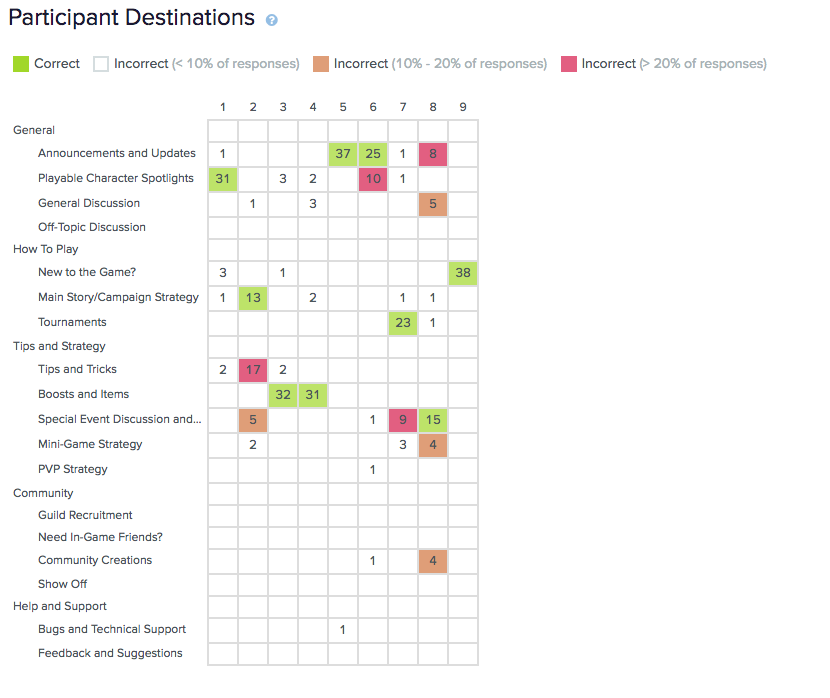 Participant Destinations ?
Correct Incorrect (< 10% of responses) Incorrect (10% - 20% of responses) Incorrect (> 20% of responses)
1 2 3 4 5 6 7 8 9
General
Announcements and Updates 1 37 25 1 8
Playable Character Spotlights 31 3 2 10 1
General Discussion 1 3 5
Off-Topic Discussion
How To Play
New to the Game? 3 1 38
Main Story/Campaign Strategy 1 13 2 1 1
Tournaments 23 1
Tips and Strategy
Tips and Tricks 2 17 2
Boosts and Items 32 31
Special Event Discussion and... 5 1 9 15
Mini-Game Strategy 2 3 4
PVP Strategy 1
Community
Guild Recruitment
Need In-Game Friends?
Community Creations 1 4
Show Off
Help and Support
Bugs and Technical Support 1
Feedback and Suggestions